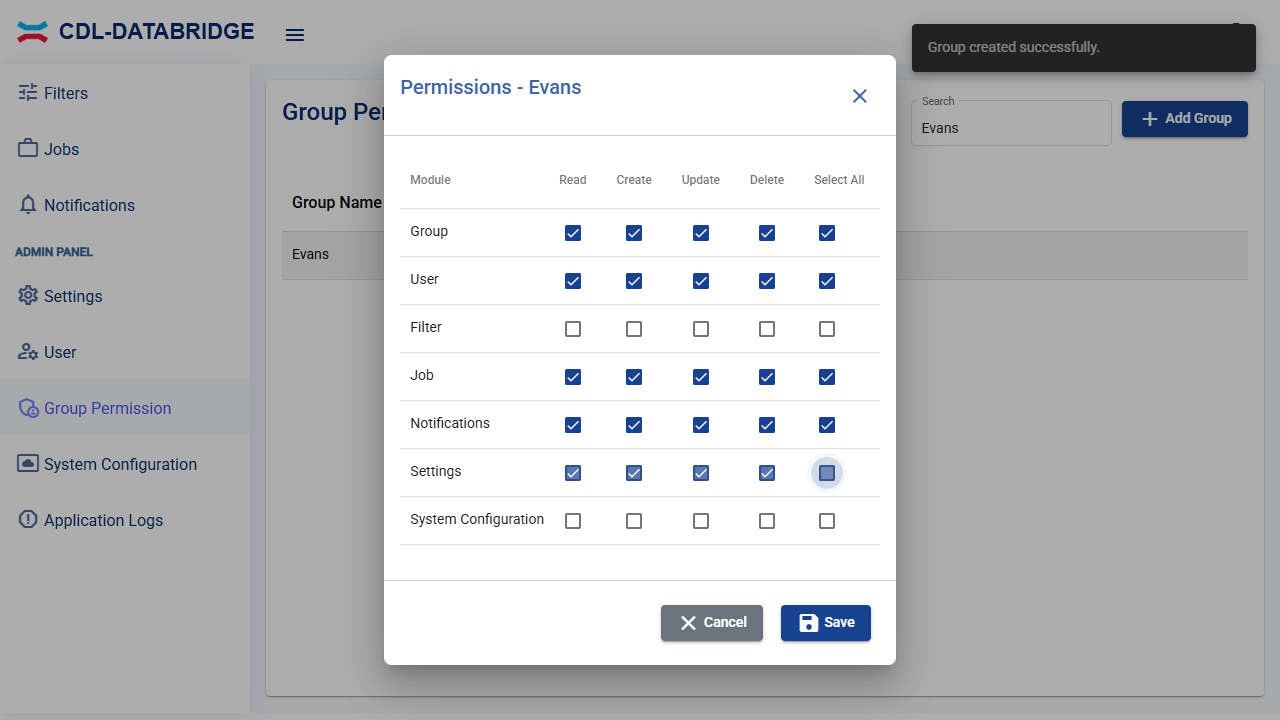 CDL-DATABRIDGE
Group created successfully.
Filters
Jobs
Notifications
ADMIN PANEL
Settings
User
Group Permission
System Configuration
Application Logs
Group Per
Search
Evans
Add Group
Group Name
Evans
Permissions - Evans
Module Read Create Update Delete Select All
Group
User
Filter
Job
Notifications
Settings
System Configuration
Cancel
Save